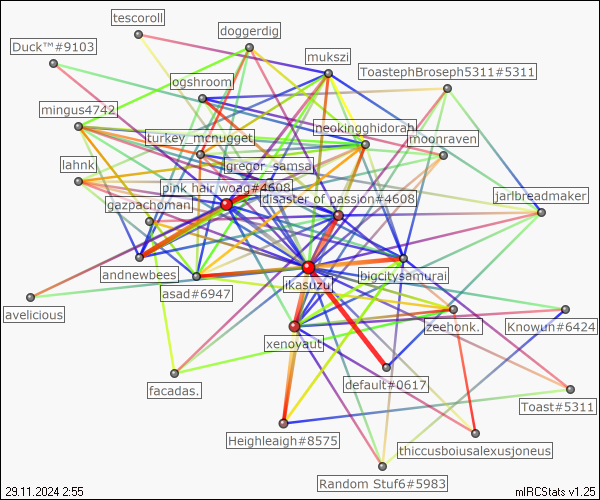 tescoroll
doggerdig
Duck™#9103
mukszi
ToastephBroseph5311#5311
ogshroom
mingus4742
neokingghidorah
turkey_mcnugget
moonraven
lahnk
gregor_samsa
pink hair woag#4608
disaster of passion#4608
jarlbreadmaker
gazpachoman
andnewbees
bigcitysamurai
ikasuzu
asad#6947
avelicious
zeehonk.
Knowun#6424
xenoyaut
default#0617
facadas.
Toast#5311
Heighleaigh#8575
thiccusboiusalexusjoneus
Random Stuf6#5983
29.11.2024 2:55
mIRCStats v1.25